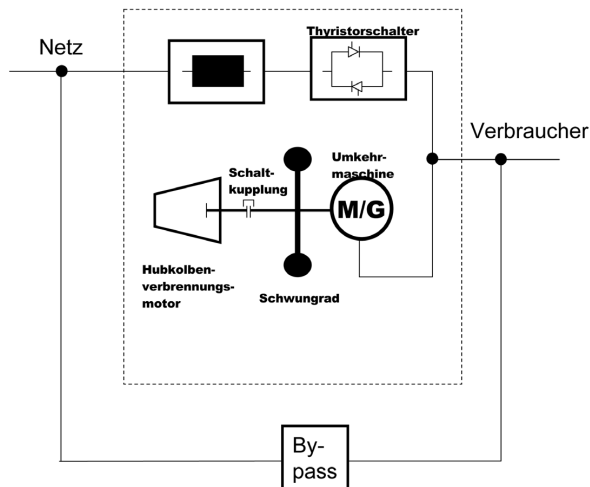 Thyristorschalter
Netz
Verbraucher
Umkehr-
maschine
Schalt-
kupplung
M/G
Hubkolben-
verbrennungs-
motor
Schwungrad
By-
pass